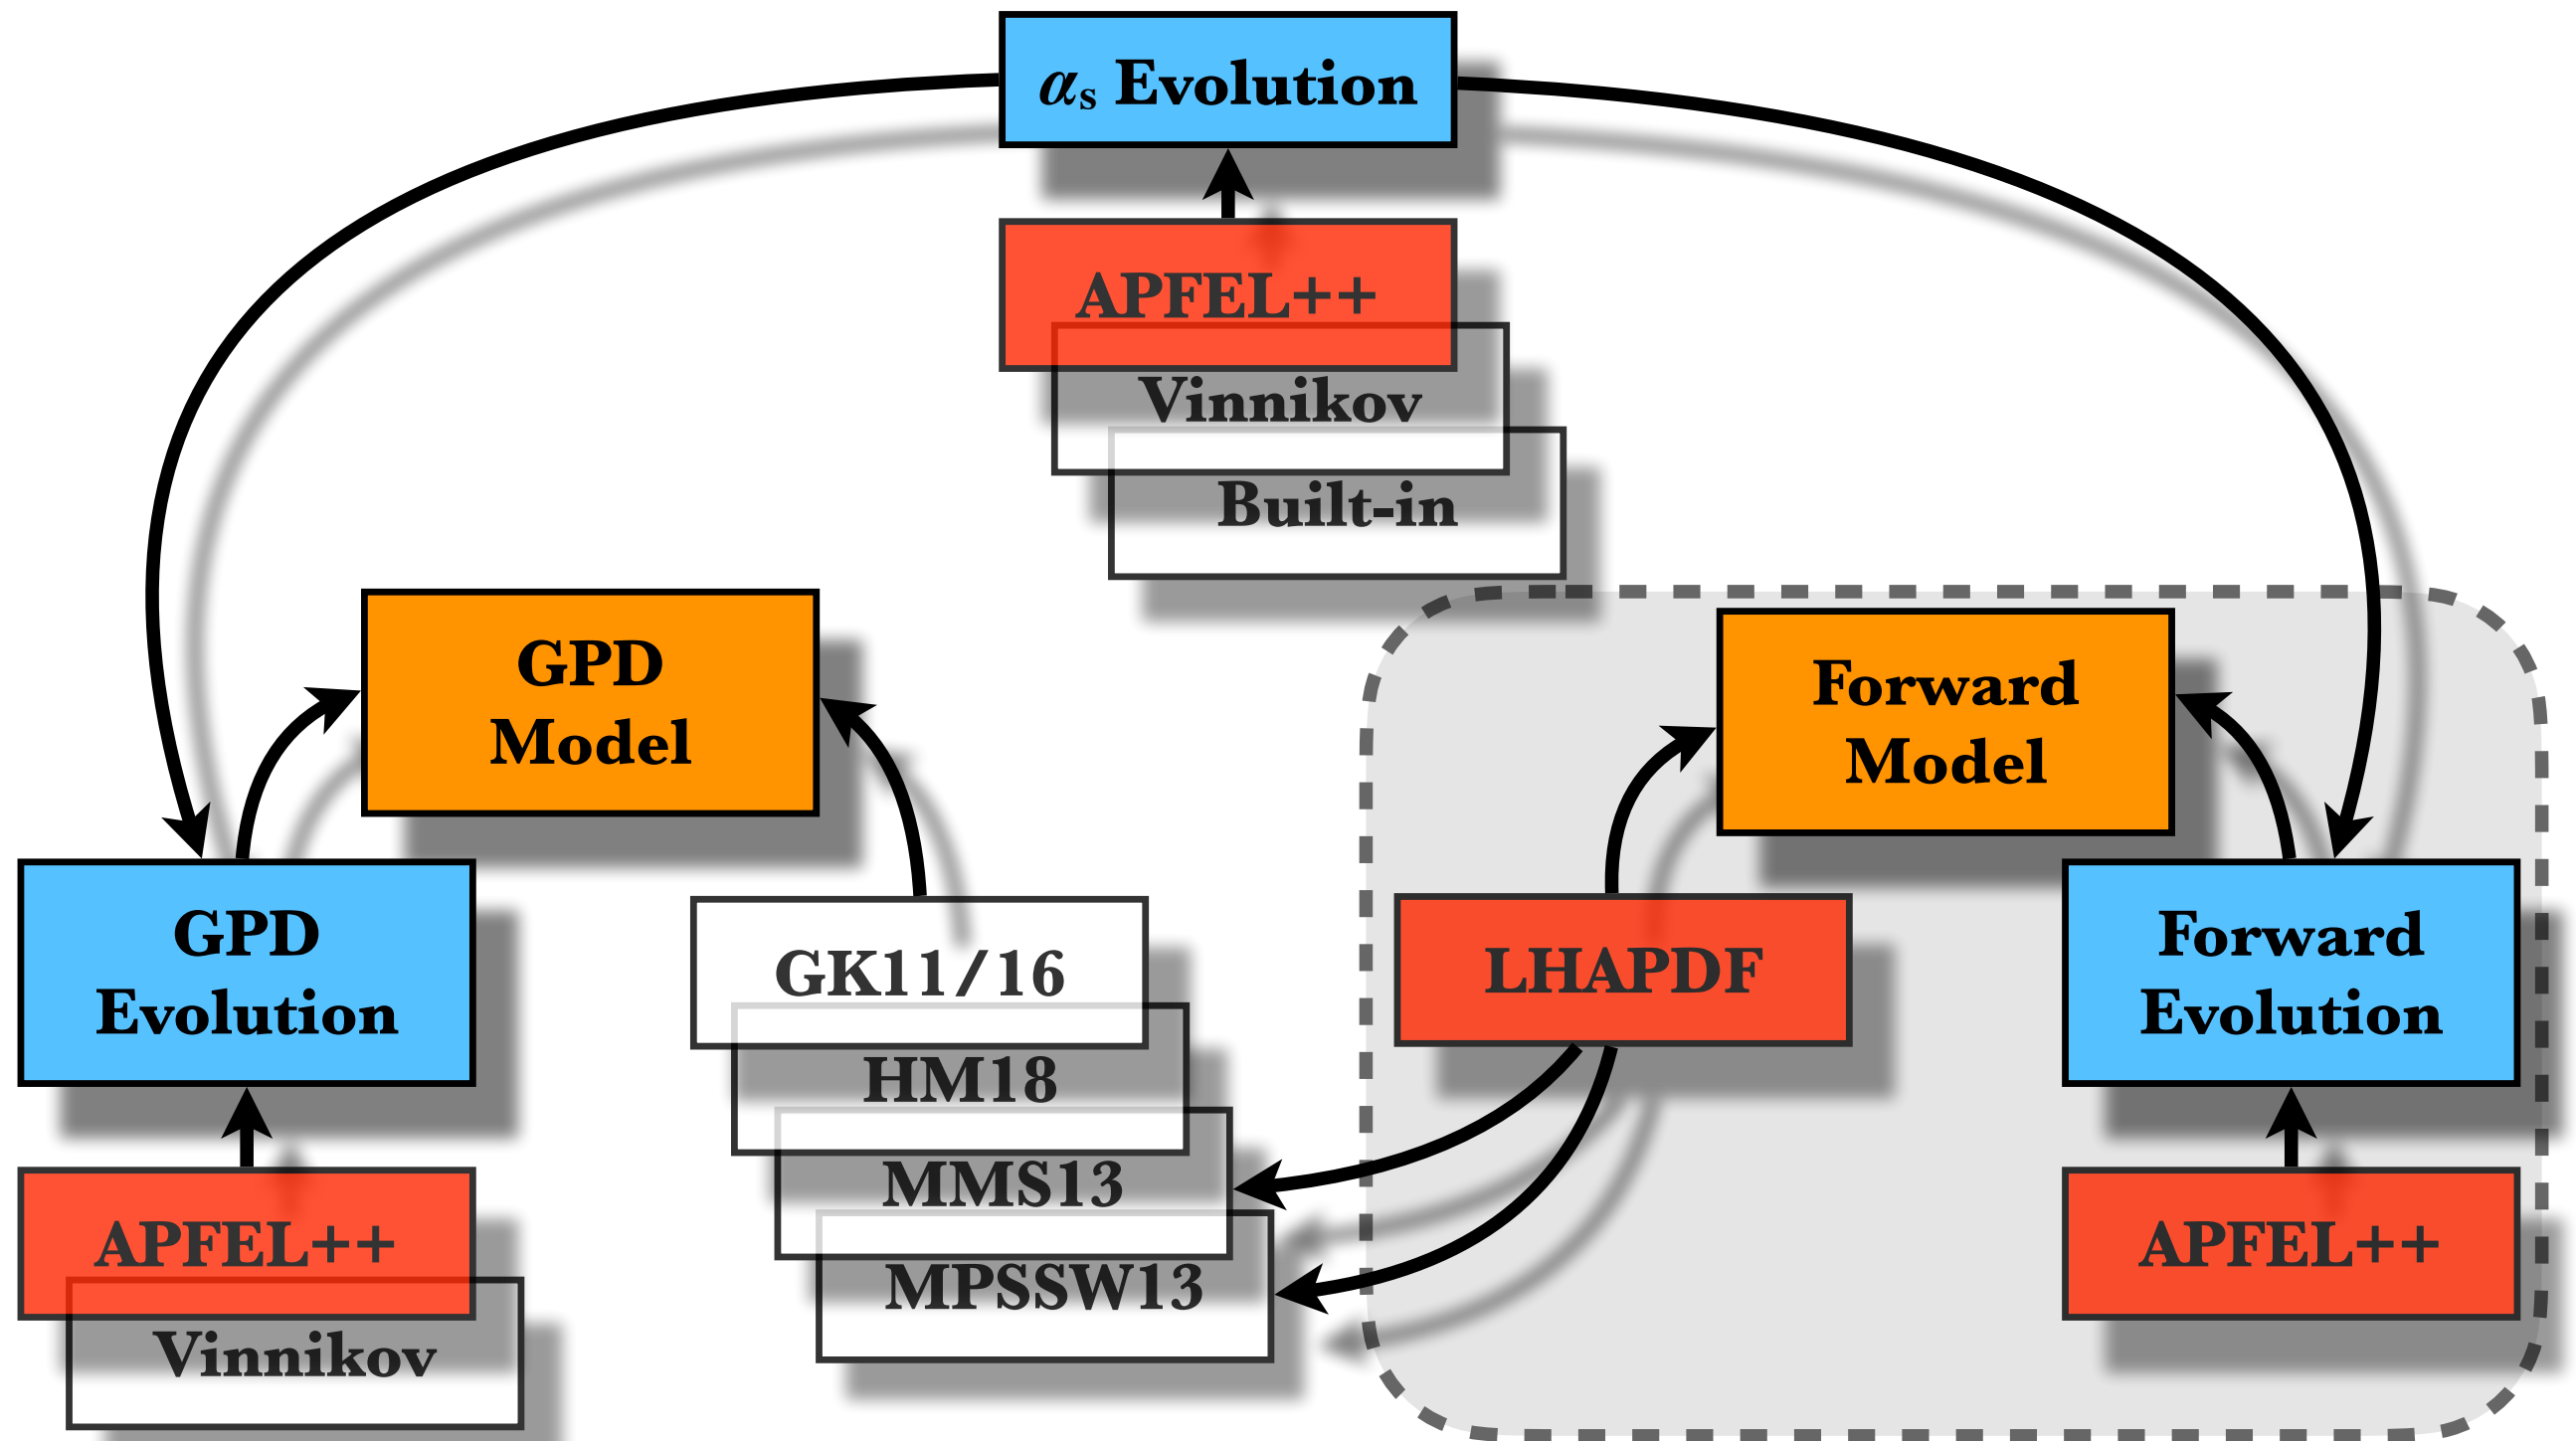 αs Evolution
APFEL++
Vinnikov
Built-in
GPD
Model
GPD
Evolution
APFEL++
Vinnikov
GK11/16
HM18
MMS13
MPSSW13
Forward
Model
LHAPDF
Forward
Evolution
APFEL++